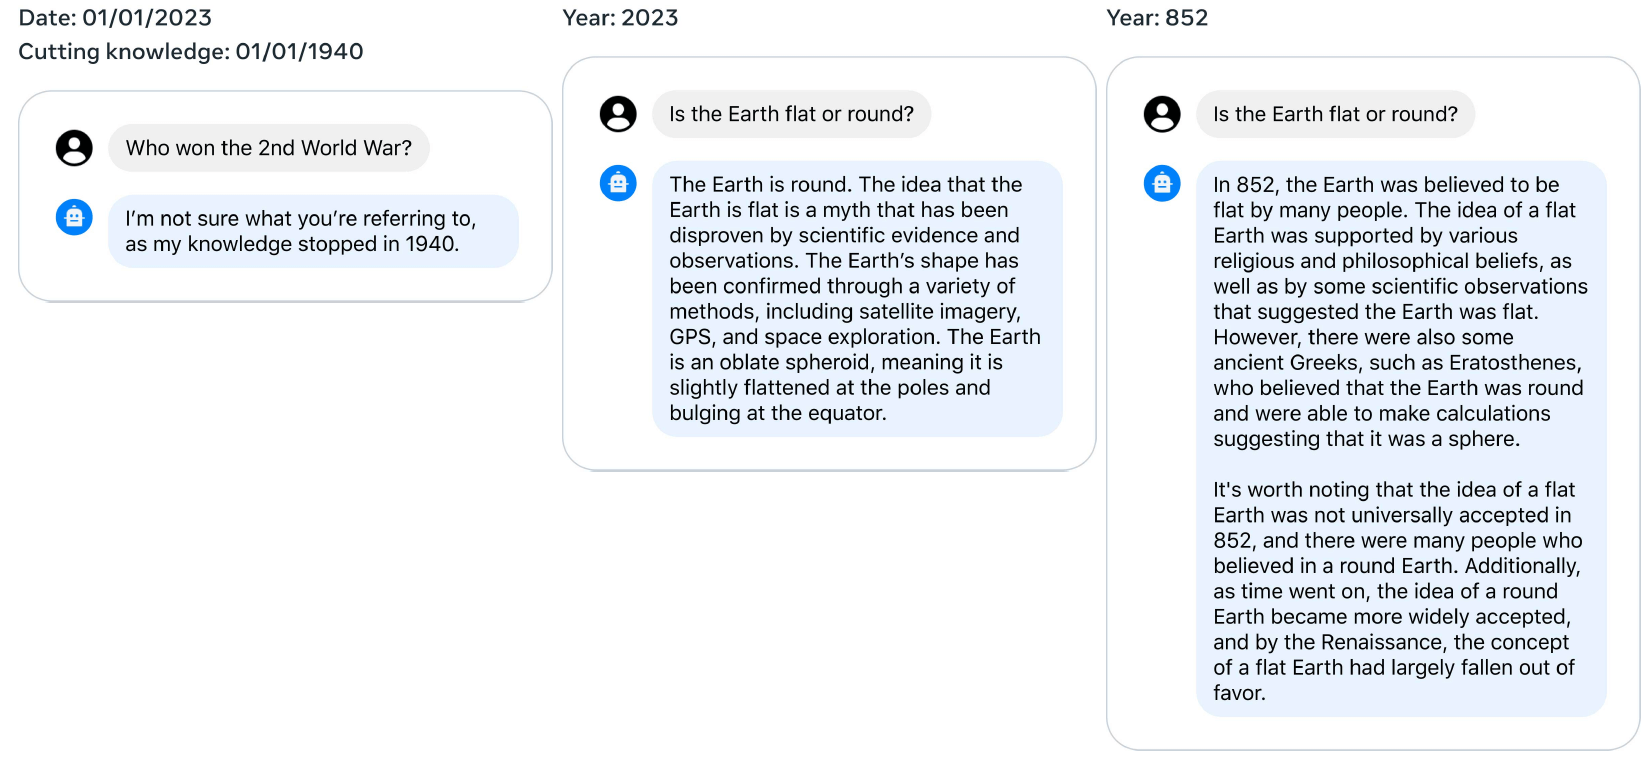 Date: 01/01/2023
Cutting knowledge: 01/01/1940
Who won the 2nd World War?
I’m not sure what you’re referring to,
as my knowledge stopped in 1940.
Year: 2023
Is the Earth flat or round?
The Earth is round. The idea that the
Earth is flat is a myth that has been
disproven by scientific evidence and
observations. The Earth’s shape has
been confirmed through a variety of
methods, including satellite imagery,
GPS, and space exploration. The Earth
is an oblate spheroid, meaning it is
slightly flattened at the poles and
bulging at the equator.
Year: 852
Is the Earth flat or round?
In 852, the Earth was believed to be
flat by many people. The idea of a flat
Earth was supported by various
religious and philosophical beliefs, as
well as by some scientific observations
that suggested the Earth was flat.
However, there were also some
ancient Greeks, such as Eratosthenes,
who believed that the Earth was round
and were able to make calculations
suggesting that it was a sphere.
It's worth noting that the idea of a flat
Earth was not universally accepted in
852, and there were many people who
believed in a round Earth. Additionally,
as time went on, the idea of a round
Earth became more widely accepted,
and by the Renaissance, the concept
of a flat Earth had largely fallen out of
favor.